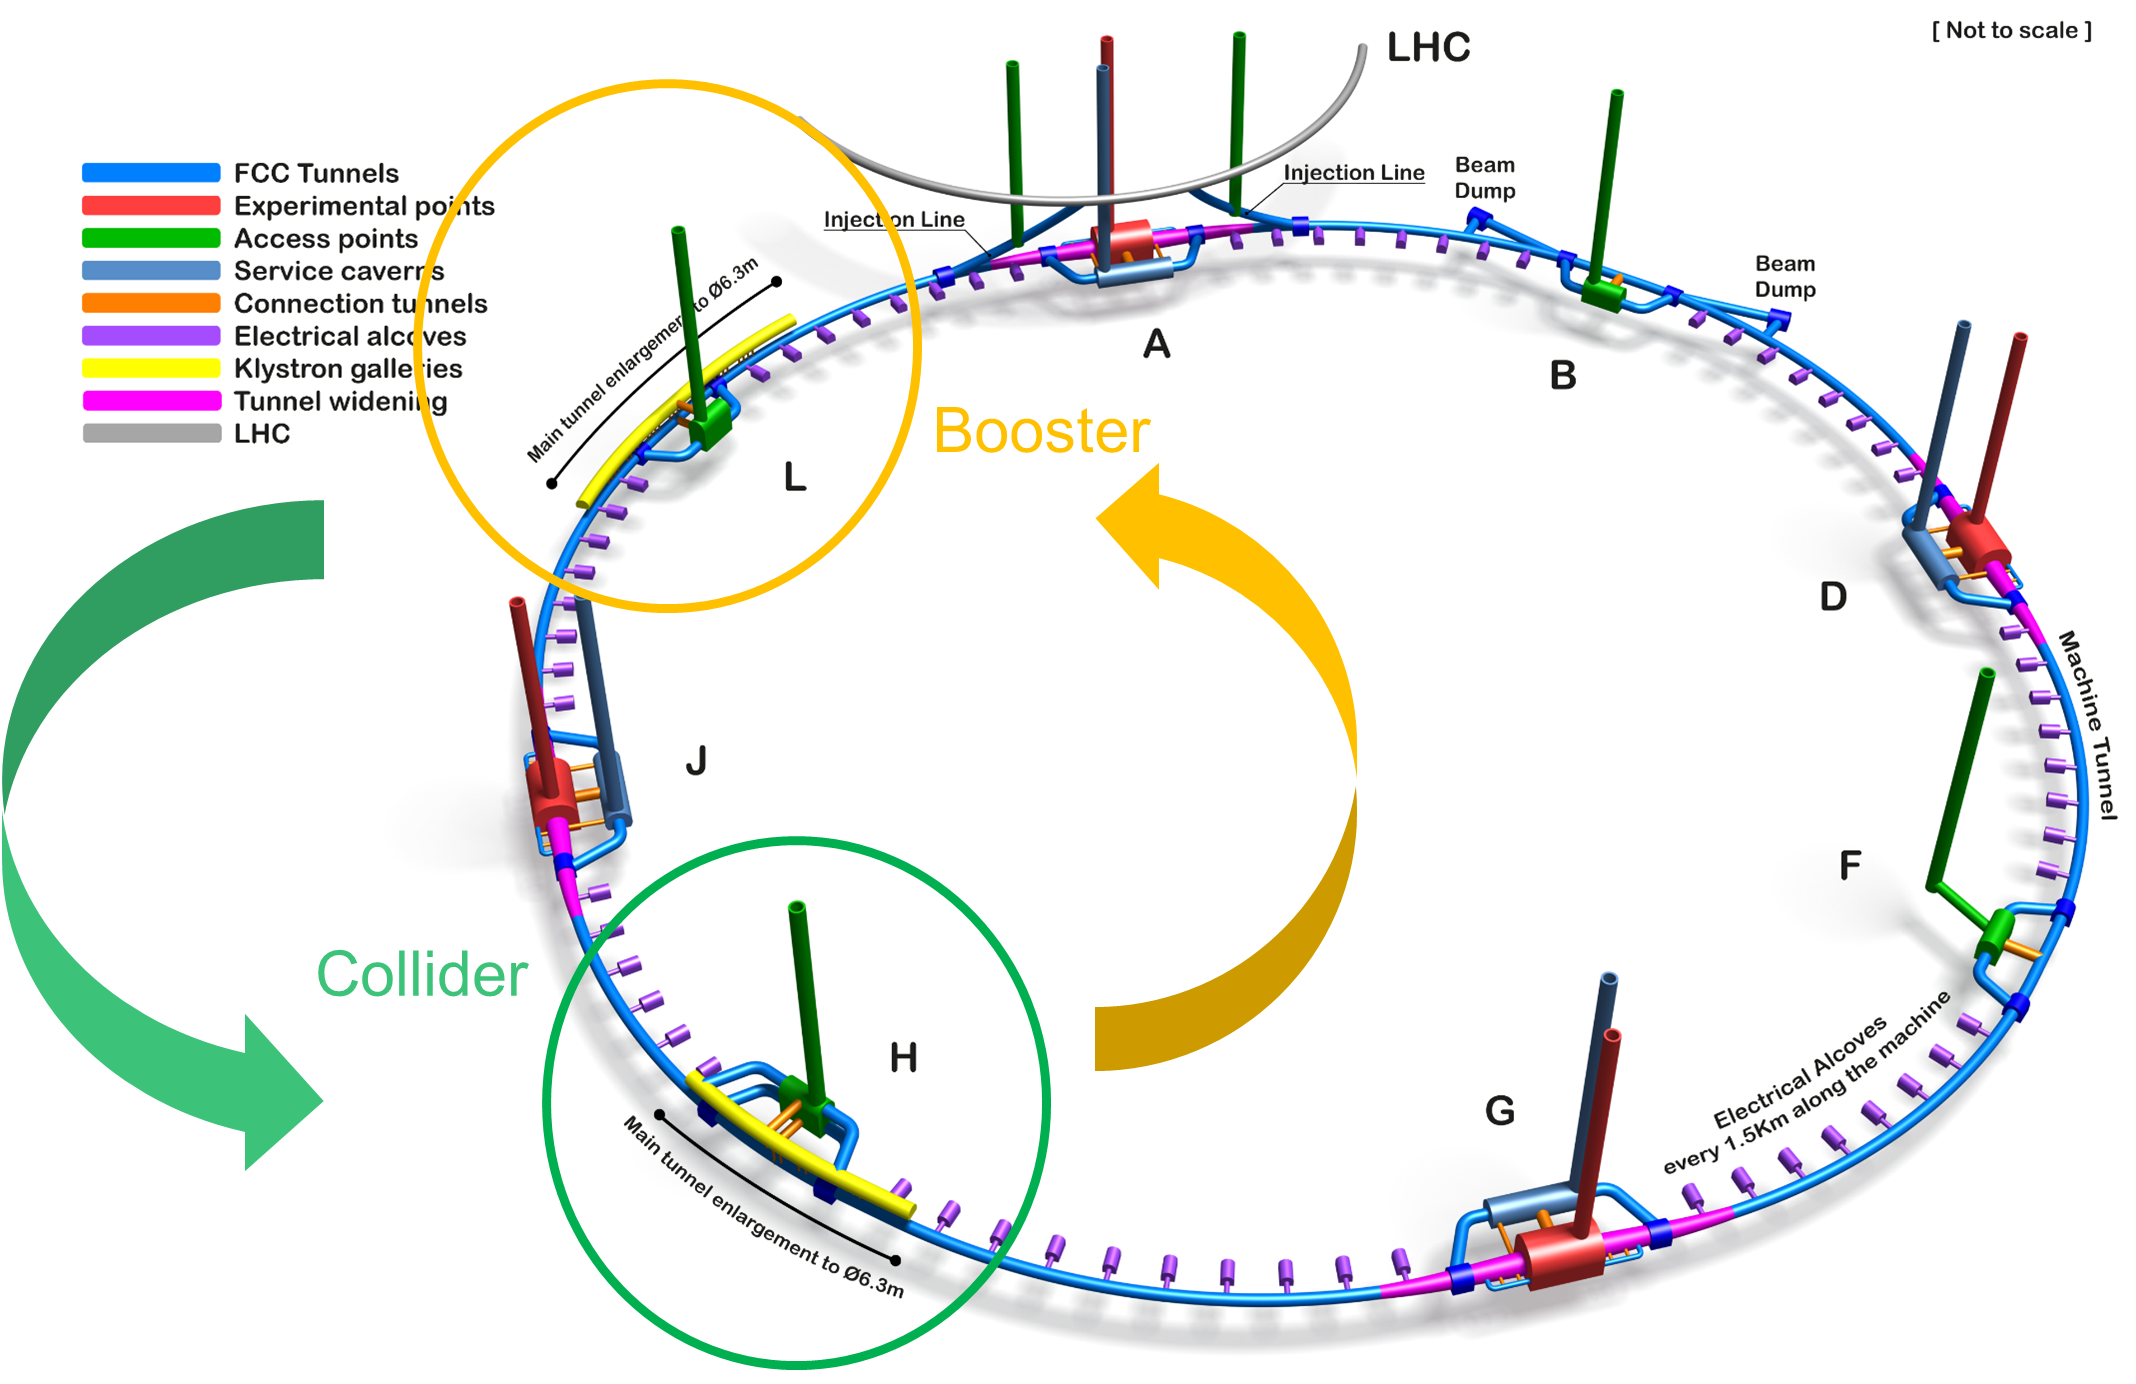 [ Not to scale ]
LHC
FCC Tunnels
Experimental points
Access points
Service caverns
Connection tunnels
Electrical alcoves
Klystron galleries
Tunnel widening
LHC
Injection Line
Injection Line
Beam
Dump
Beam
Dump
Main tunnel enlargement to Ø6.3m
A
B
Booster
L
D
Machine Tunnel
J
F
Collider
H
G
Electrical Alcoves
every 1.5Km along the machine
Main tunnel enlargement to Ø6.3m